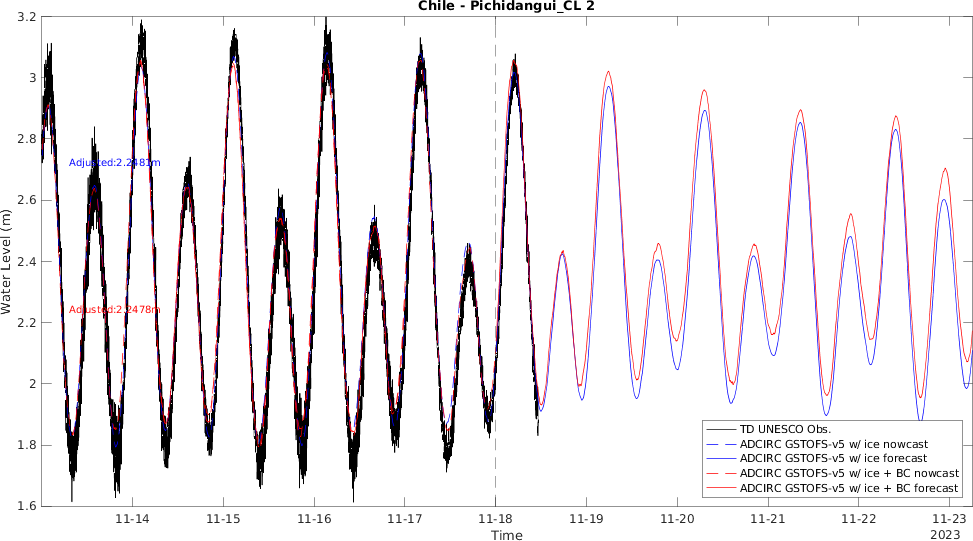 Chile - Pichidangui_CL 2
3.2
3
2.8
2.6
2.4
2.2
2
1.8
1.6
Water Level (m)
Adjusted:2.2481m
Adjusted:2.2478m
TD UNESCO Obs.
ADCIRC GSTOFS-v5 w/ ice nowcast
ADCIRC GSTOFS-v5 w/ ice forecast
ADCIRC GSTOFS-v5 w/ ice + BC nowcast
ADCIRC GSTOFS-v5 w/ ice + BC forecast
11-14 11-15 11-16 11-17 11-18 11-19 11-20 11-21 11-22 11-23
2023
Time